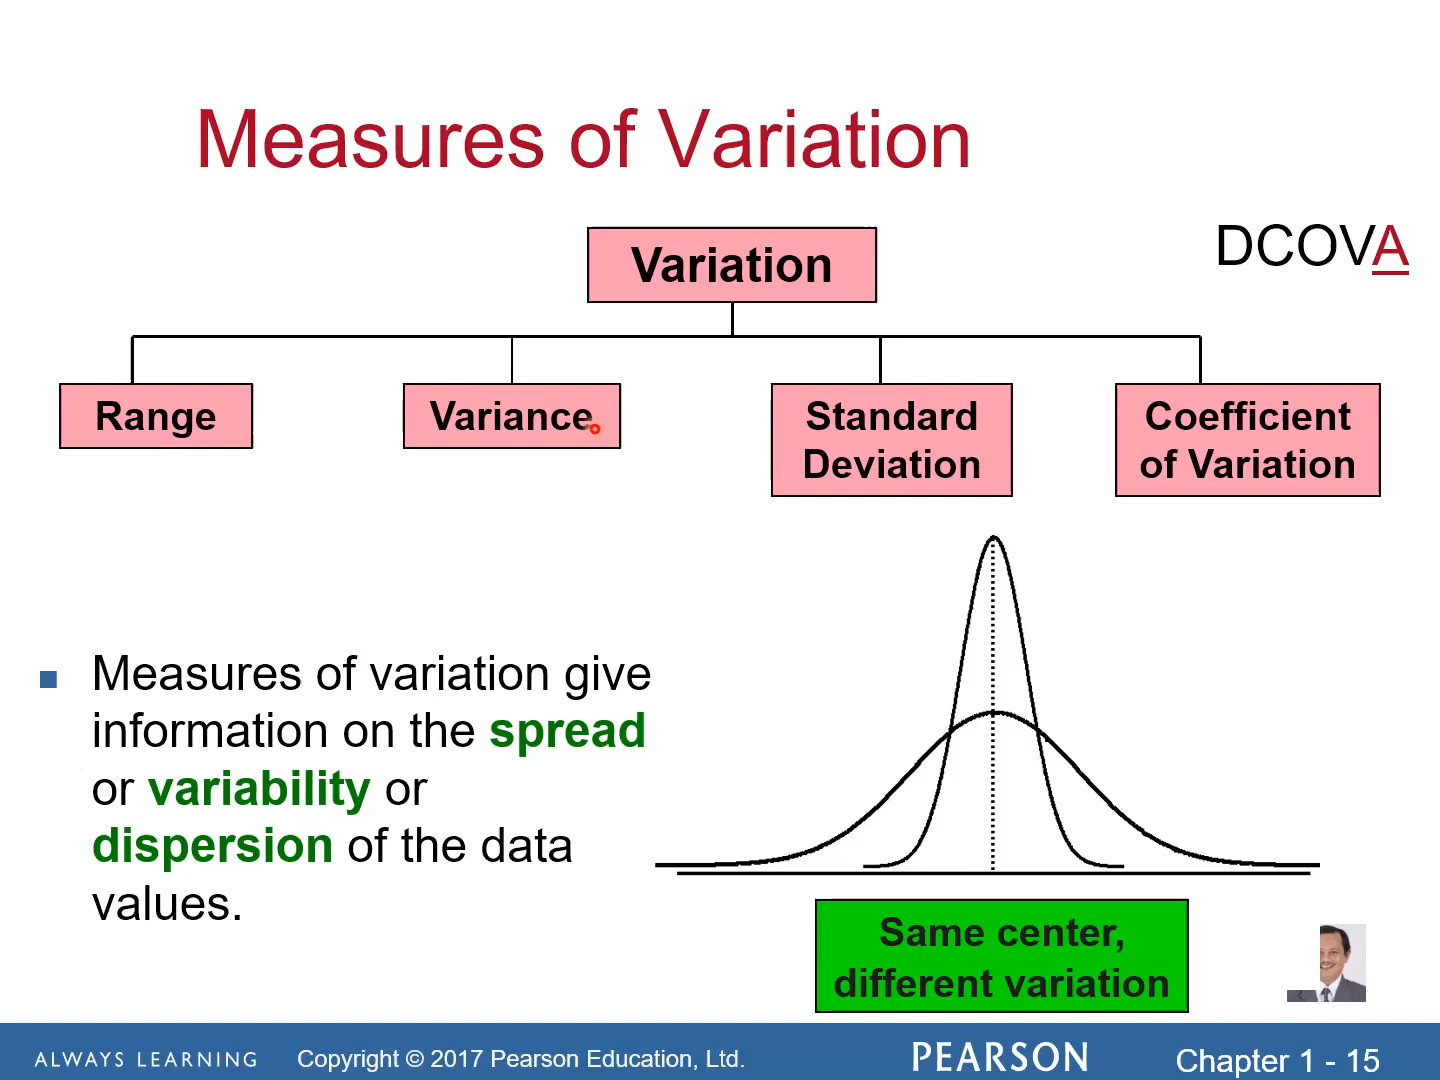 Measures of Variation
DCOVA
Variation
Range
Variance
Standard
Deviation
Coefficient
of Variation
Measures of variation give
information on the spread
or variability or
dispersion of the data
values.
Same center,
different variation
ALWAYS LEARNING
Copyright © 2017 Pearson Education, Ltd.
PEARSON
Chapter 1 - 15